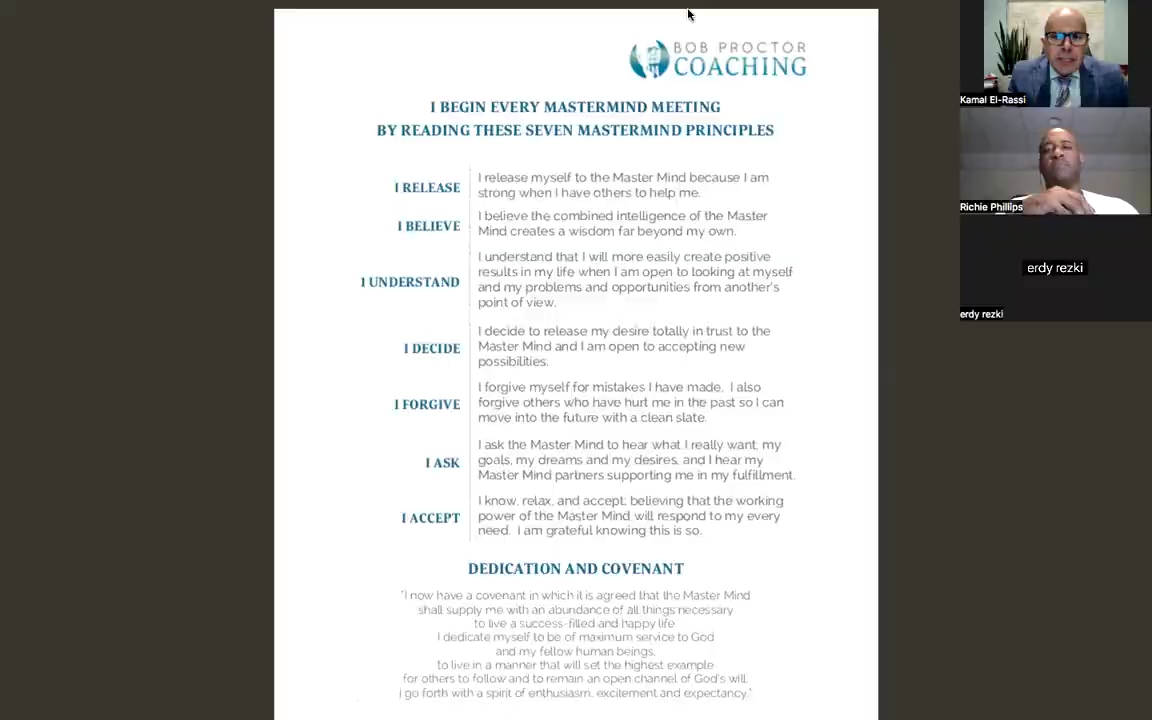 BOB PROCTOR
COACHING
I BEGIN EVERY MASTERMIND MEETING
BY READING THESE SEVEN MASTERMIND PRINCIPLES
I RELEASE
I release myself to the Master Mind because I am
strong when I have others to help me.
I BELIEVE
I believe the combined intelligence of the Master
Mind creates a wisdom far beyond my own.
I UNDERSTAND
I understand that I will more easily create positive
results in my life when I am open to looking at myself
and my problems and opportunities from another's
point of view.
I DECIDE
I decide to release my desire totally in trust to the
Master Mind and I am open to accepting new
possibilities.
I FORGIVE
I forgive myself for mistakes I have made. I also
forgive others who have hurt me in the past so I can
move into the future with a clean slate.
I ASK
I ask the Master Mind to hear what I really want; my
goals, my dreams and my desires, and I hear my
Master Mind partners supporting me in my fulfillment.
I ACCEPT
I know, relax, and accept; believing that the working
power of the Master Mind will respond to my every
need. I am grateful knowing this is so.
DEDICATION AND COVENANT
"I now have a covenant in which it is agreed that the Master Mind
shall supply me with an abundance of all things necessary
to live a success-filled and happy life
I dedicate myself to be of maximum service to God
and my fellow human beings,
to live in a manner that will set the highest example
for others to follow and to remain an open channel of God's will.
I go forth with a spirit of enthusiasm, excitement and expectancy."
Kamal El-Rassi
Richie Phillips
erdy rezki
erdy rezki